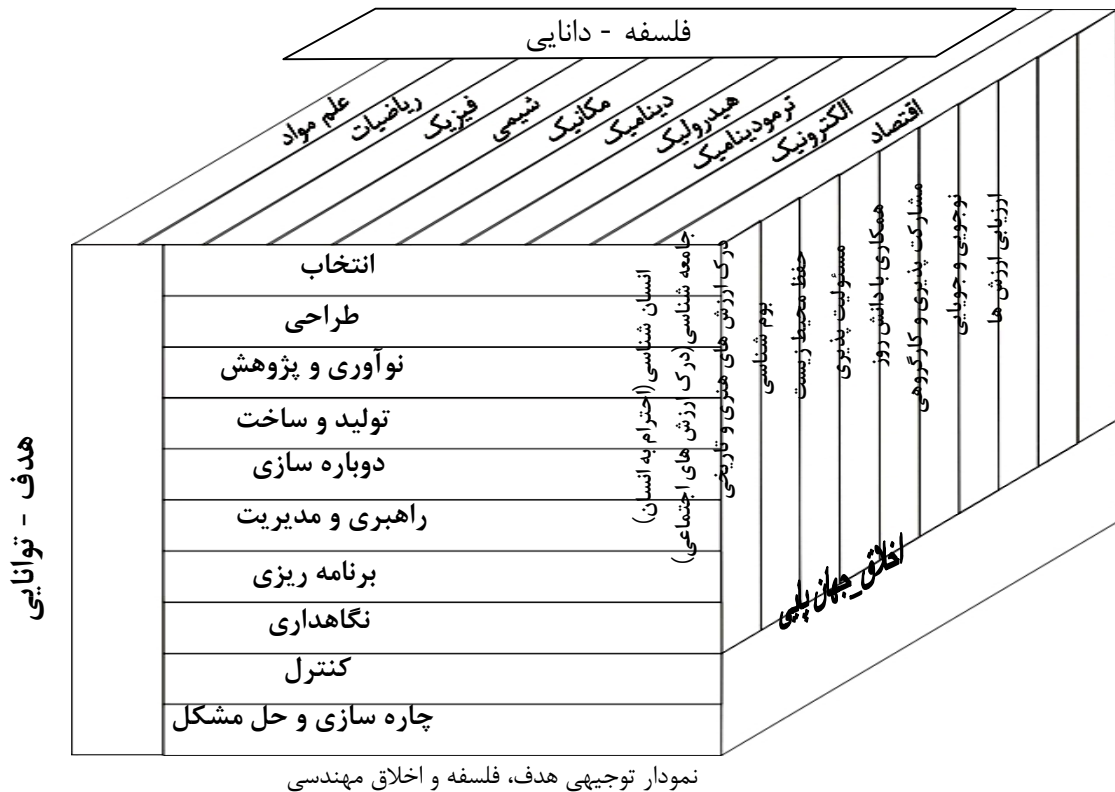 فلسفه - دانایی
علم مواد
ریاضیات
فیزیک
شیمی
مکانیک
دینامیک
هیدرولیک
ترمودینامیک
الکترونیک
اقتصاد
هدف - توانایی
انتخاب
طراحی
نوآوری و پژوهش
تولید و ساخت
دوباره سازی
راهبری و مدیریت
برنامه ریزی
نگاهداری
کنترل
چاره سازی و حل مشکل
انسان شناسی(احترام به انسان)
جامعه شناسی(درک ارزش های اجتماعی)
درک ارزش های هنری و تاریخی
بوم شناسی
حفظ محیط زیست
مسئولیت پذیری
همکاری با دانش روز
مشارکت پذیری و کارگروهی
نوجویی و جویایی
ارزیابی ارزش ها
اخلاق_جهان
نمودار توجیهی هدف، فلسفه و اخلاق مهندسی